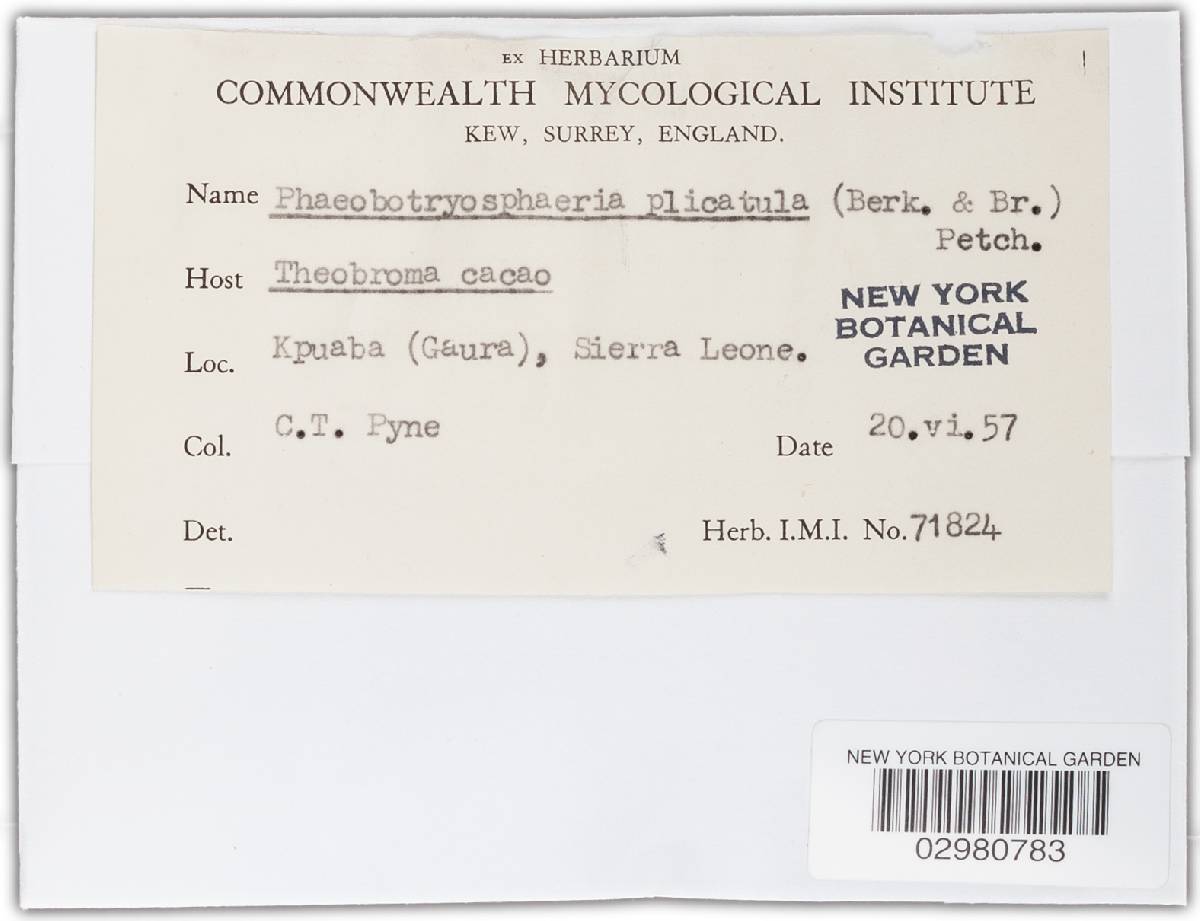 EX HERBARIUM
COMMONWEALTH MYCOLOGICAL INSTITUTE
KEW, SURREY, ENGLAND.
Name Phaeobotryosphaeria plicatula (Berk. & Br.)
Petch.
Host Theobroma cacao
NEW YORK
BOTANICAL
GARDEN
Loc. Kpuaba (Gaura), Sierra Leone.
Col. C.T. Pyne Date 20.vi.57
Det. Herb. I.M.I. No. 71824
NEW YORK BOTANICAL GARDEN
02980783